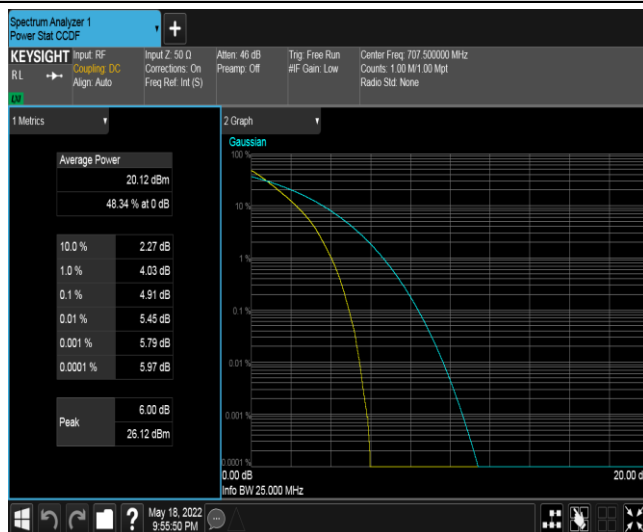 Spectrum Analyzer 1
Power Stat CCDF
+
KEYSIGHT
RL
Input: RF
Coupling: DC
Align: Auto
Input Z: 50 Ω
Corrections: On
Freq Ref: Int (S)
Atten: 46 dB
Preamp: Off
Trig: Free Run
#IF Gain: Low
Center Freq: 707.500000 MHz
Counts: 1.00 M/1.00 Mpt
Radio Std: None
1 Metrics
Average Power
20.12 dBm
48.34 % at 0 dB
10.0 % 2.27 dB
1.0 % 4.03 dB
0.1 % 4.91 dB
0.01 % 5.45 dB
0.001 % 5.79 dB
0.0001 % 5.97 dB
Peak
6.00 dB
26.12 dBm
2 Graph
Gaussian
100 %
10 %
1 %
0.1 %
0.01 %
0.001 %
0.0001 %
0.00 dB
20.00 d
Info BW 25.000 MHz
?
May 18, 2022
9:55:50 PM